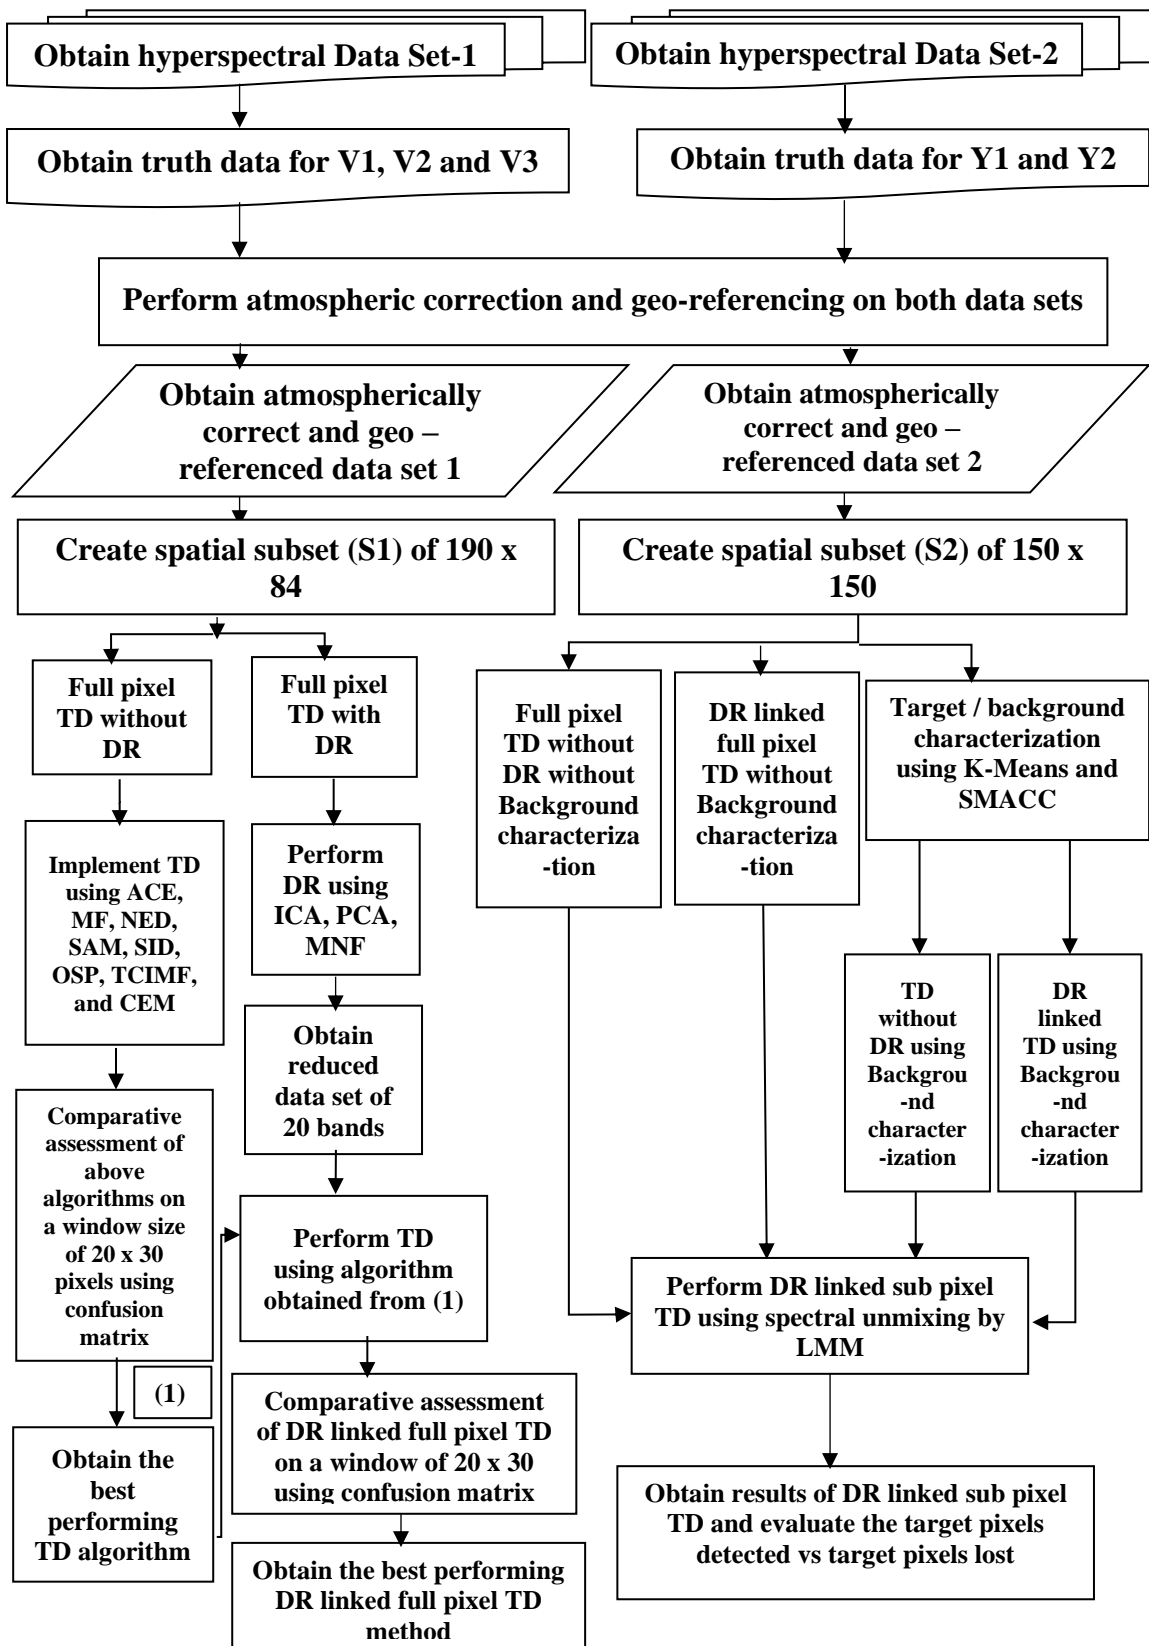 Obtain hyperspectral Data Set-1
Obtain hyperspectral Data Set-2
Obtain truth data for V1, V2 and V3
Obtain truth data for Y1 and Y2
Perform atmospheric correction and geo-referencing on both data sets
Obtain atmospherically
correct and geo –
referenced data set 1
Obtain atmospherically
correct and geo –
referenced data set 2
Create spatial subset (S1) of 190 x
84
Create spatial subset (S2) of 150 x
150
Full pixel
TD without
DR
Full pixel
TD with
DR
Full pixel
TD without
DR without
Background
characteriza
-tion
DR linked
full pixel
TD without
Background
characteriza
-tion
Target / background
characterization
using K-Means and
SMACC
Implement TD
using ACE,
MF, NED,
SAM, SID,
OSP, TCIMF,
and CEM
Perform
DR using
ICA, PCA,
MNF
Obtain
reduced
data set of
20 bands
TD
without
DR using
Backgrou
-nd
character
-ization
DR
linked
TD using
Backgrou
-nd
character
-ization
Comparative
assessment of
above
algorithms on
a window size
of 20 x 30
pixels using
confusion
matrix
Perform TD
using algorithm
obtained from (1)
Perform DR linked sub pixel
TD using spectral unmixing by
LMM
(1)
Obtain the
best
performing
TD algorithm
Comparative assessment
of DR linked full pixel TD
on a window of 20 x 30
using confusion matrix
Obtain results of DR linked sub pixel
TD and evaluate the target pixels
detected vs target pixels lost
Obtain the best performing
DR linked full pixel TD
method